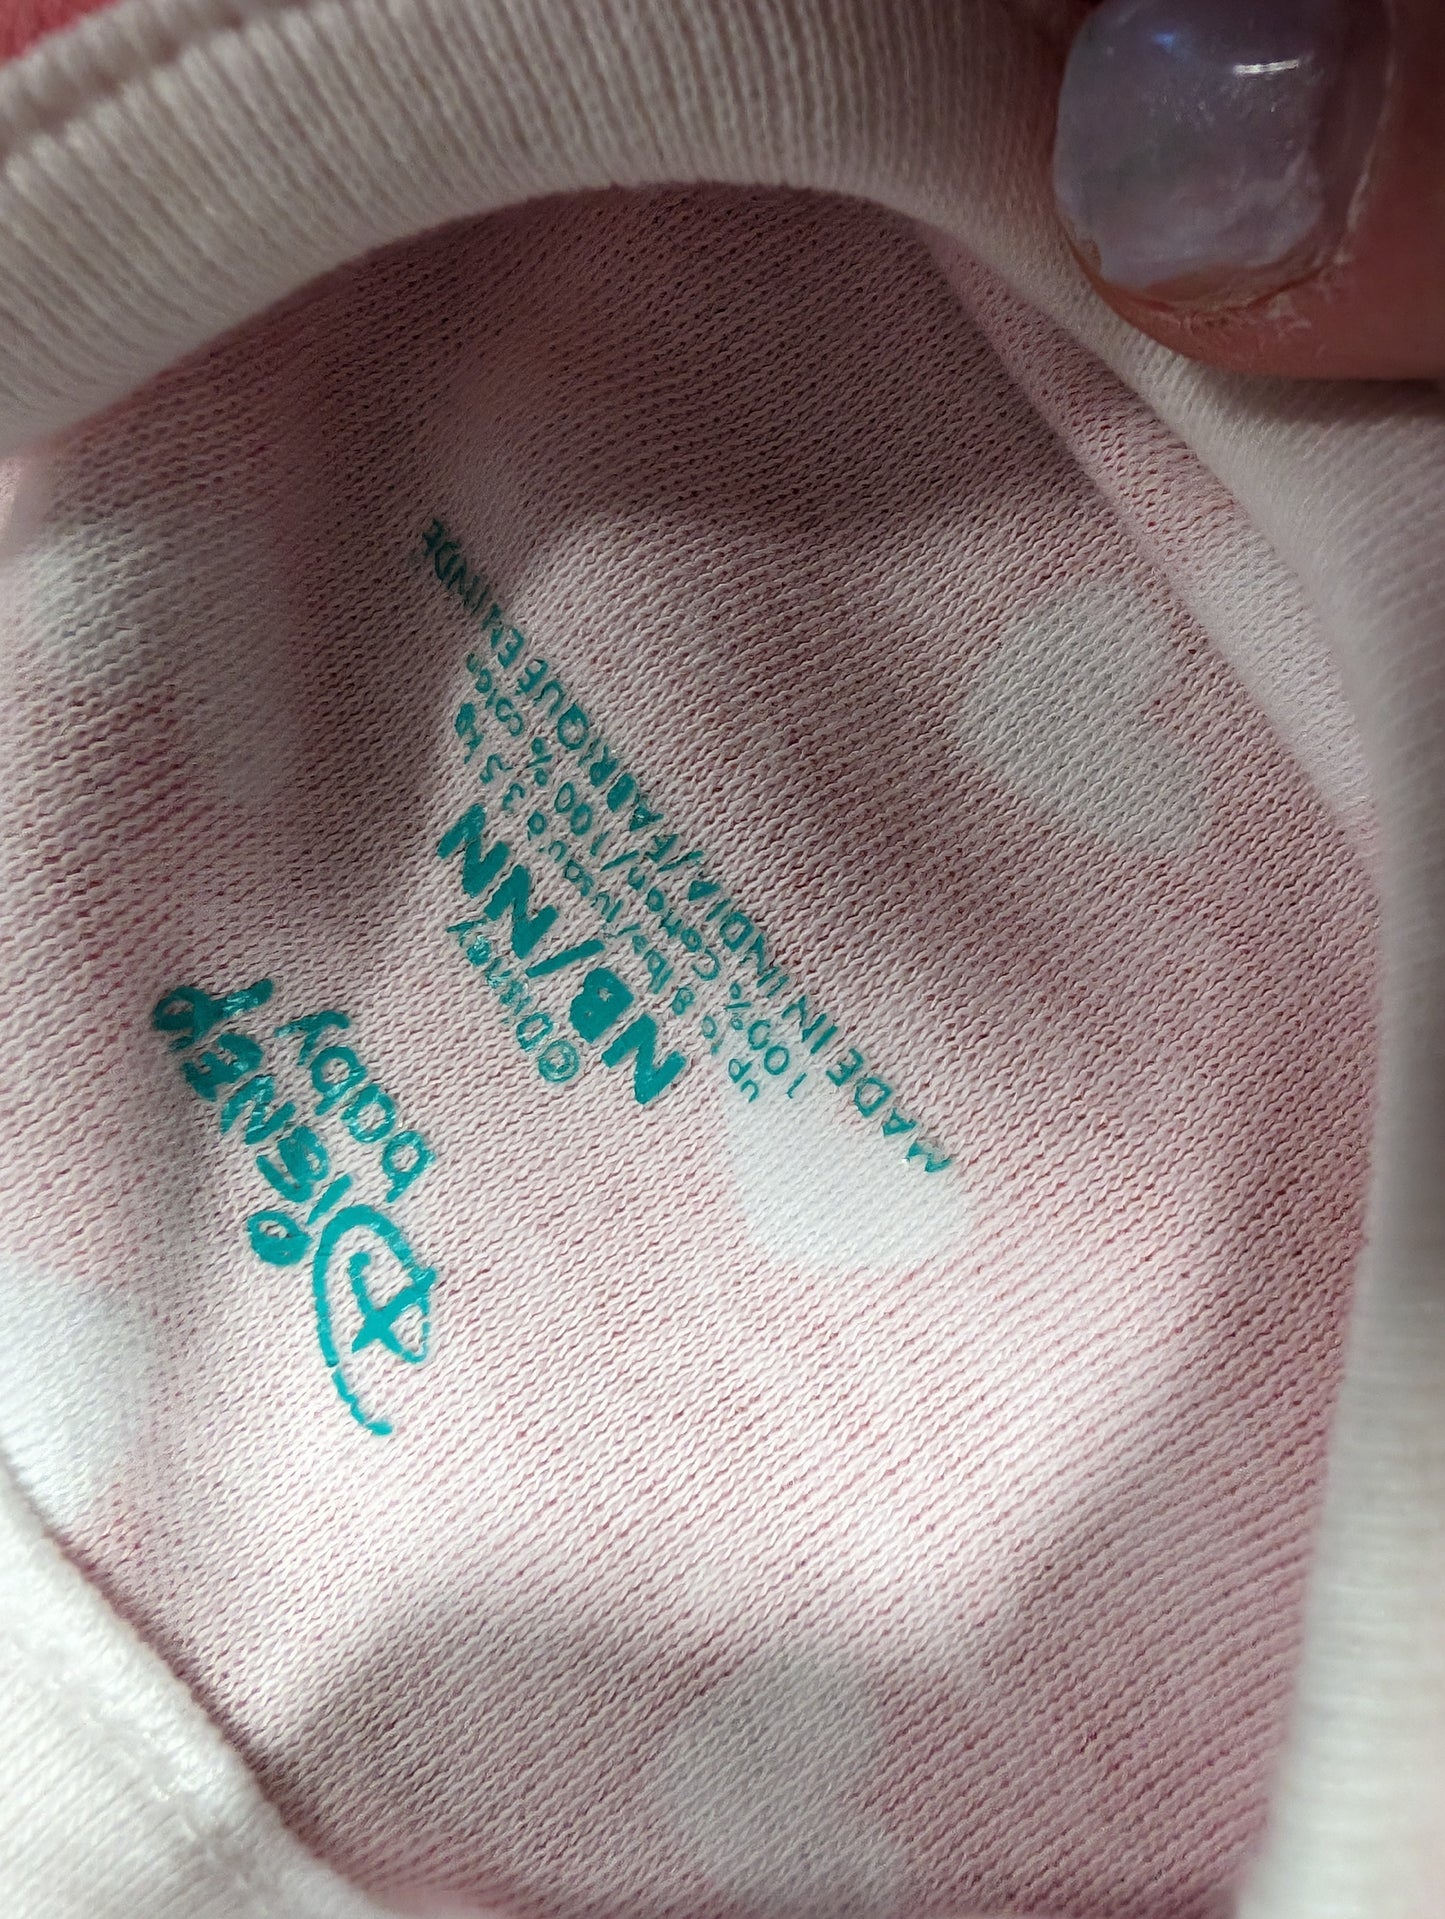 Disney
baby
©Disney
NB/NN
up to 8 lbs/jusqu'à 3.5 kg
100% Cotton/100% coton
MADE IN INDIA/FABRIQUÉ EN INDE